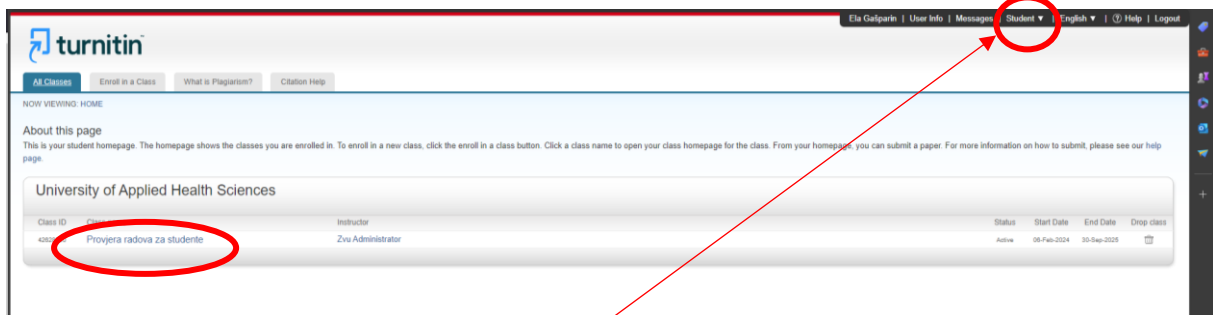 Ela Gašparin | User Info | Messages | Student ▼ | English ▼ | ? Help | Logout
turnitin
All Classes Enroll in a Class What is Plagiarism? Citation Help
NOW VIEWING: HOME
About this page
This is your student homepage. The homepage shows the classes you are enrolled in. To enroll in a new class, click the enroll in a class button. Click a class name to open your class homepage for the class. From your homepage, you can submit a paper. For more information on how to submit, please see our help
page.
University of Applied Health Sciences
Class ID Instructor Status Start Date End Date Drop class
Provjera radova za studente Zvu Administrator Active 06-Feb-2024 30-Sep-2025